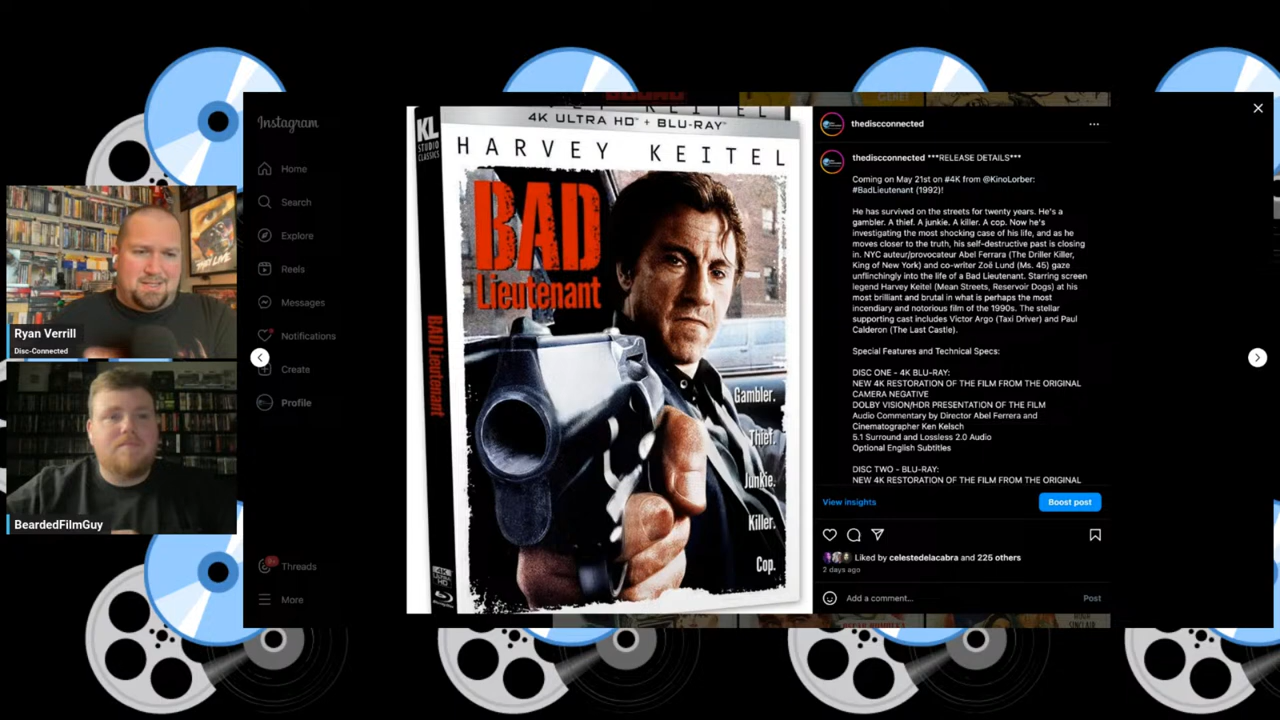 Ryan Verrill
Disc-Connected
BeardedFilmGuy
Instagram
Home
Search
Explore
Reels
Messages
Notifications
Create
Profile
Threads
More
4K ULTRA HD™ + BLU-RAY™
KL
STUDIO
CLASSICS
HARVEY KEITEL
BAD
Lieutenant
BAD Lieutenant
Gambler.
Thief.
Junkie.
Killer.
Cop.
thediscconnected
thediscconnected ***RELEASE DETAILS***
Coming on May 21st on #4K from @KinoLorber:
#BadLieutenant (1992)!
He has survived on the streets for twenty years. He's a
gambler. A thief. A junkie. A killer. A cop. Now he's
investigating the most shocking case of his life, and as he
moves closer to the truth, his self-destructive past is closing
in. NYC auteur/provocateur Abel Ferrara (The Driller Killer,
King of New York) and co-writer Zoë Lund (Ms. 45) gaze
unflinchingly into the life of a Bad Lieutenant. Starring screen
legend Harvey Keitel (Mean Streets, Reservoir Dogs) at his
most brilliant and brutal in what is perhaps the most
incendiary and notorious film of the 1990s. The stellar
supporting cast includes Victor Argo (Taxi Driver) and Paul
Calderon (The Last Castle).
Special Features and Technical Specs:
DISC ONE - 4K BLU-RAY:
NEW 4K RESTORATION OF THE FILM FROM THE ORIGINAL
CAMERA NEGATIVE
DOLBY VISION/HDR PRESENTATION OF THE FILM
Audio Commentary by Director Abel Ferrara and
Cinematographer Ken Kelsch
5.1 Surround and Lossless 2.0 Audio
Optional English Subtitles
DISC TWO - BLU-RAY:
NEW 4K RESTORATION OF THE FILM FROM THE ORIGINAL
View insights
Boost post
Liked by celestedelacabra and 225 others
2 days ago
Add a comment...
Post